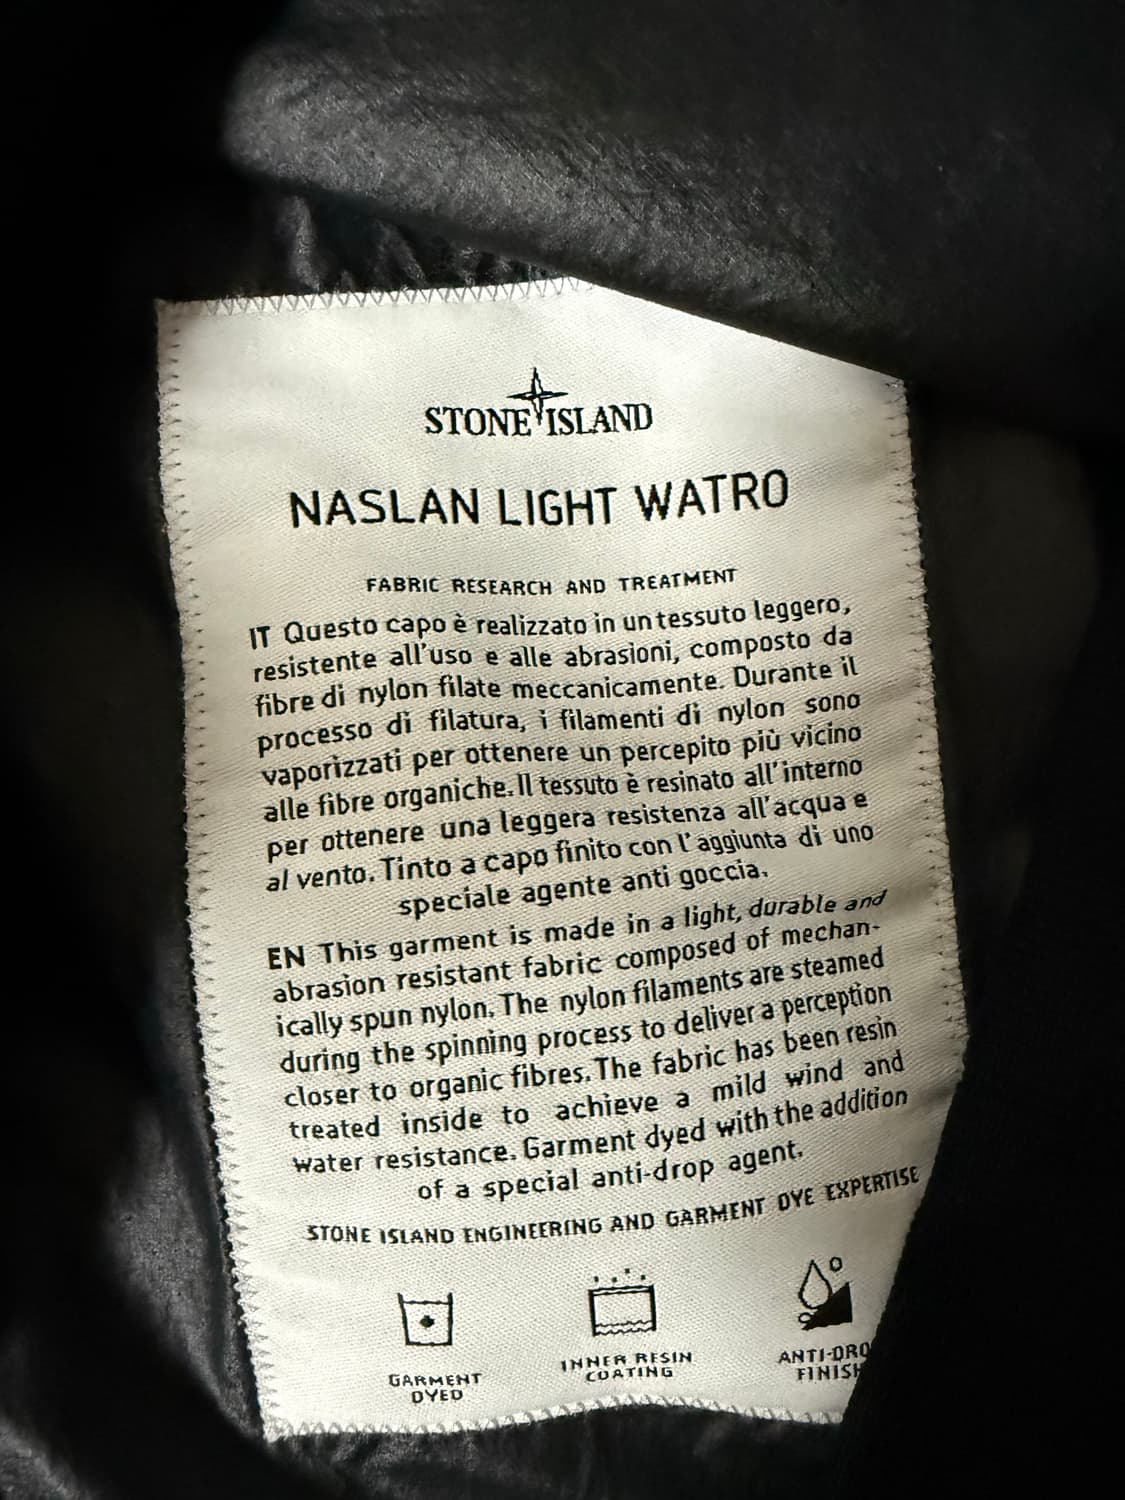 STONE ISLAND
NASLAN LIGHT WATRO
FABRIC RESEARCH AND TREATMENT
IT Questo capo è realizzato in un tessuto leggero,
resistente all'uso e alle abrasioni, composto da
fibre di nylon filate meccanicamente. Durante il
processo di filatura, i filamenti di nylon sono
vaporizzati per ottenere un percepito più vicino
alle fibre organiche. Il tessuto è resinato all'interno
per ottenere una leggera resistenza all'acqua e
al vento. Tinto a capo finito con l'aggiunta di uno
speciale agente anti goccia.
EN This garment is made in a light, durable and
abrasion resistant fabric composed of mechan-
ically spun nylon. The nylon filaments are steamed
during the spinning process to deliver a perception
closer to organic fibres. The fabric has been resin
treated inside to achieve a mild wind and
water resistance. Garment dyed with the addition
of a special anti-drop agent.
STONE ISLAND ENGINEERING AND GARMENT DYE EXPERTISE
GARMENT
DYED
INNER RESIN
COATING
ANTI-DRO
FINISH